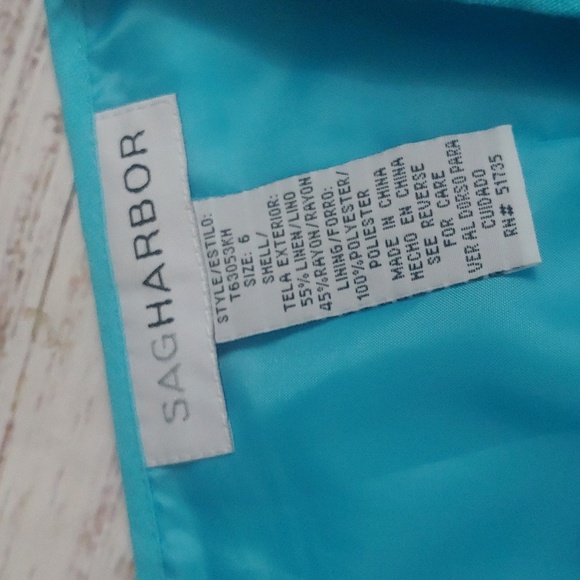 SAGHARBOR
STYLE/ESTILO:
T63053KH
SIZE: 6
SHELL/
TELA EXTERIOR:
55% LINEN/LINO
45%RAYON/RAYON
LINING/FORRO:
100%POLYESTER/
POLIESTER
MADE IN CHINA
HECHO EN CHINA
SEE REVERSE
FOR CARE
VER AL DORSO PARA
CUIDADO
RN# 51735